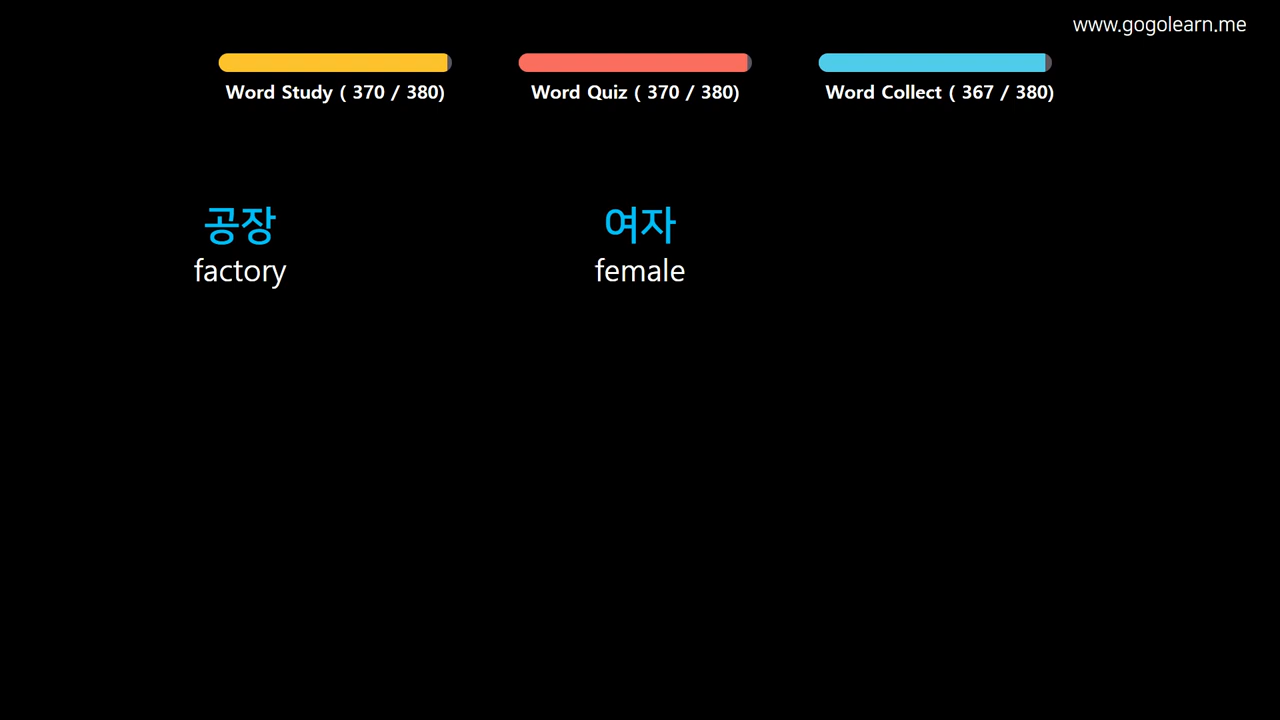 www.gogolearn.me
Word Study ( 370 / 380)
Word Quiz ( 370 / 380)
Word Collect ( 367 / 380)
공장
factory
여자
female